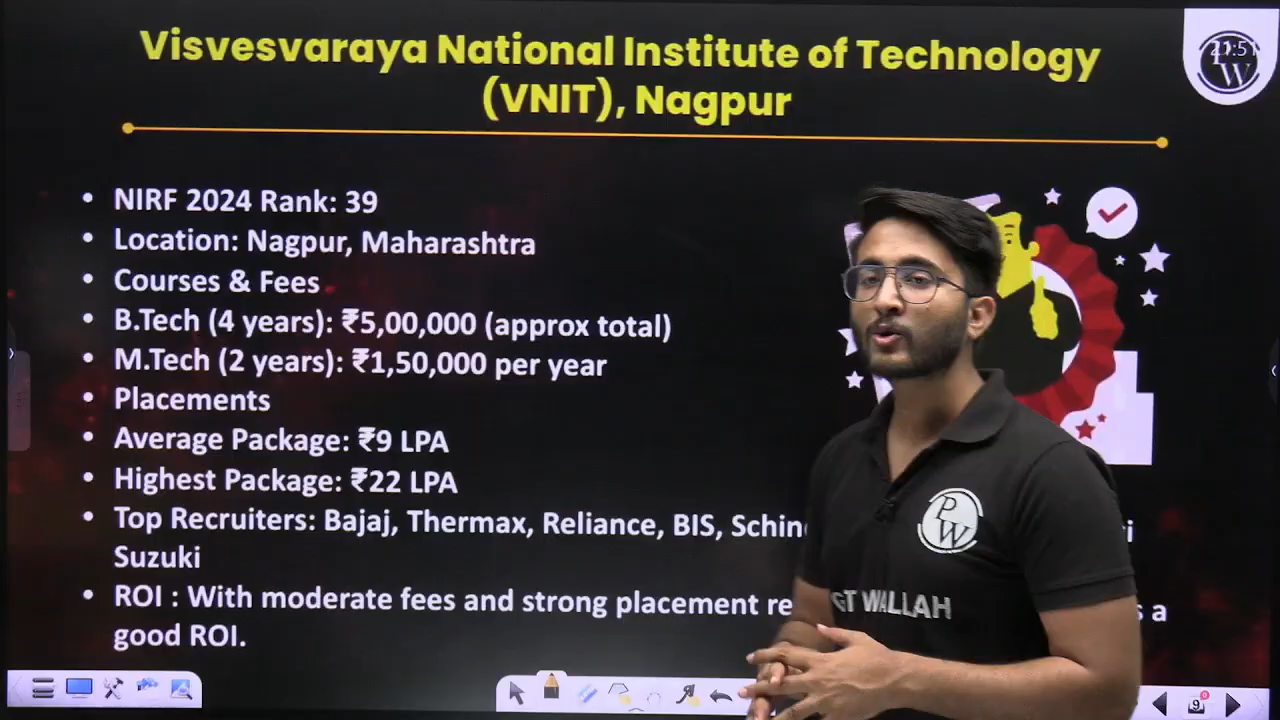 Visvesvaraya National Institute of Technology
(VNIT), Nagpur
PW
• NIRF 2024 Rank: 39
• Location: Nagpur, Maharashtra
• Courses & Fees
• B.Tech (4 years): ₹5,00,000 (approx total)
• M.Tech (2 years): ₹1,50,000 per year
• Placements
• Average Package: ₹9 LPA
• Highest Package: ₹22 LPA
• Top Recruiters: Bajaj, Thermax, Reliance, BIS,
Suzuki
• ROI : With moderate fees and strong placement s a
good ROI.
PW
WALLAH
9